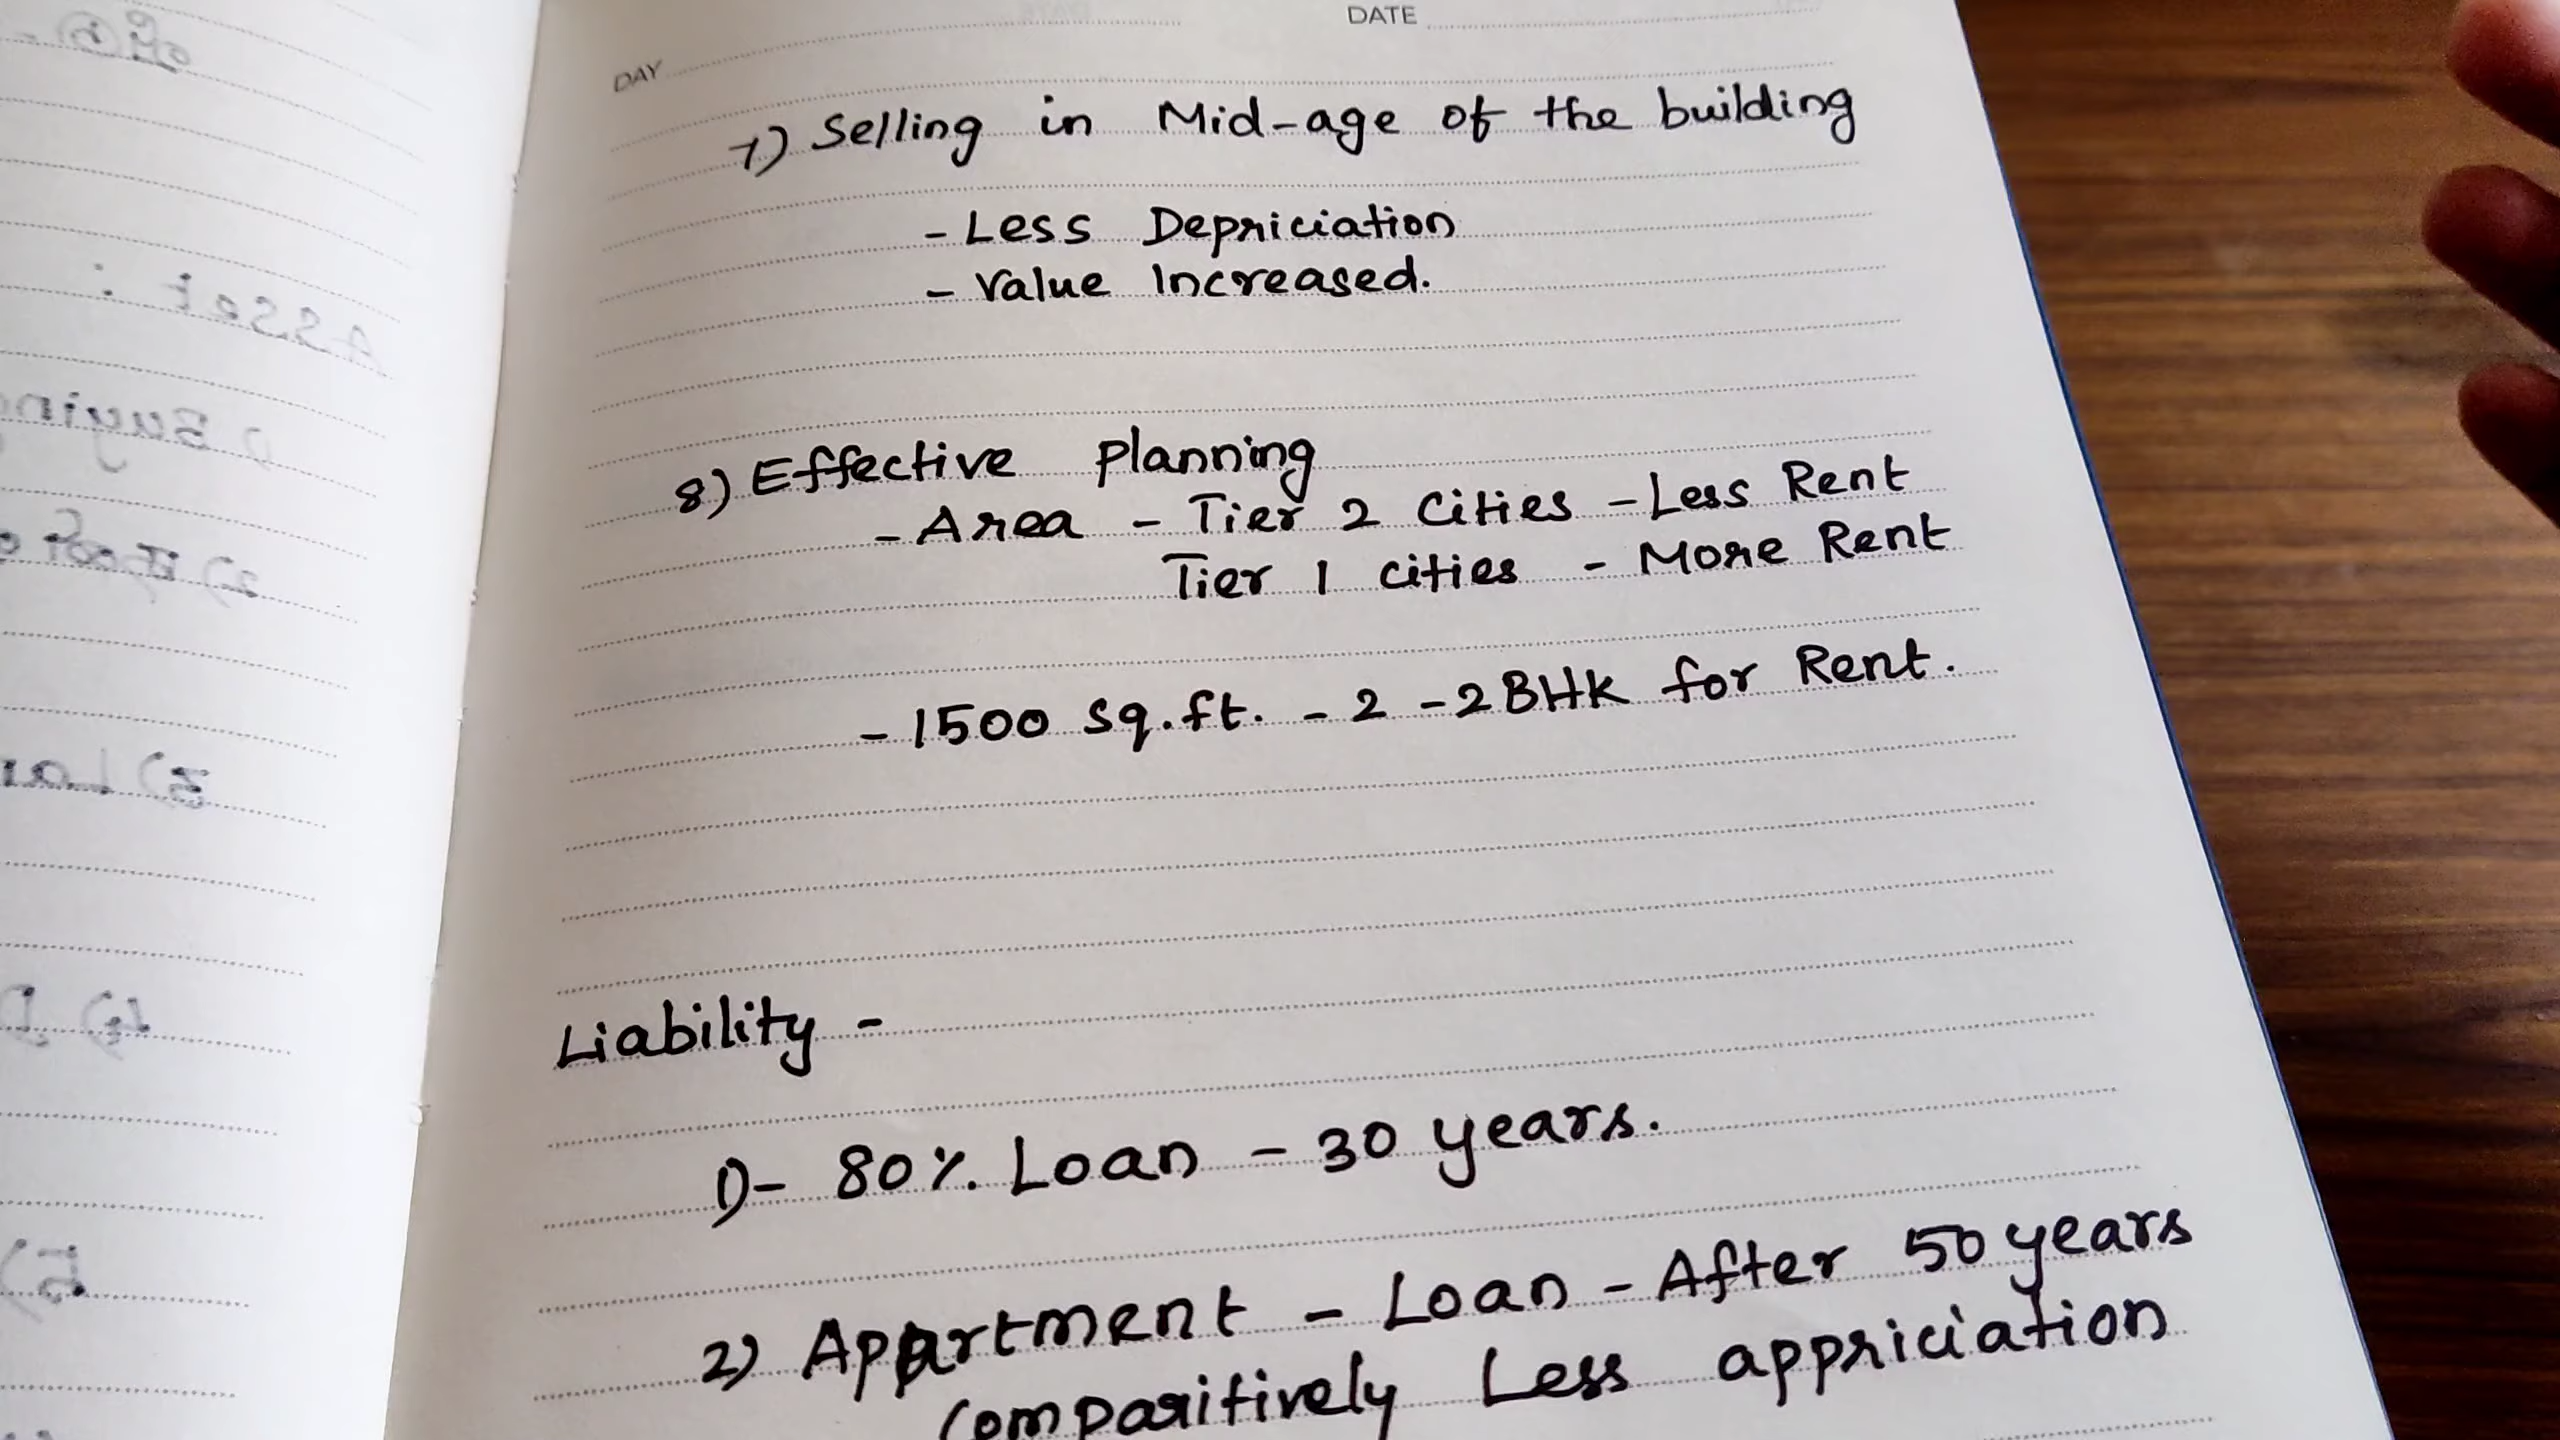 DAY
DATE
7) Selling in Mid-age of the building
- Less Depriciation
- Value Increased.
8) Effective planning
- Area - Tier 2 Cities - Less Rent
Tier 1 cities - More Rent
- 1500 sq.ft. - 2 - 2BHK for Rent.
Liability -
1) - 80% Loan - 30 years.
2) Appartment - Loan - After 50 years
Comparitively Less appriciation